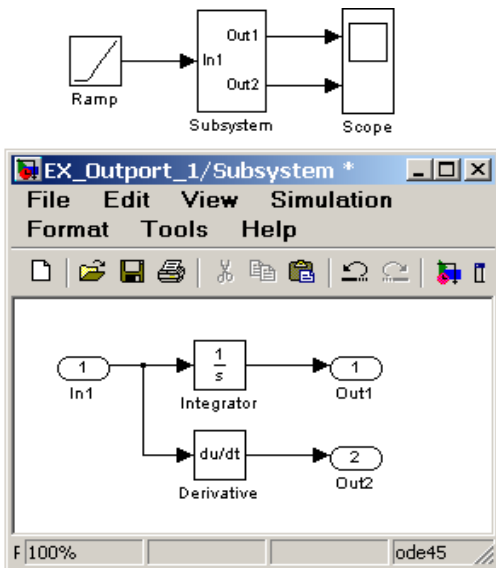 Out1
In1
Out2
Ramp
Subsystem
Scope
EX_Outport_1/Subsystem *
File Edit View Simulation
Format Tools Help
1
1/s
1
In1
Integrator
Out1
du/dt
2
Derivative
Out2
F 100%
ode45